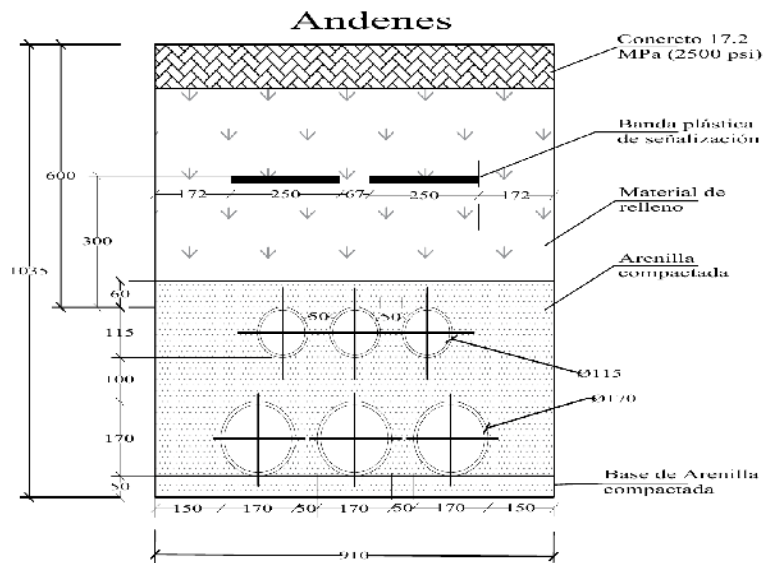 Andenes
Concreto 17.2
MPa (2500 psi)
Banda plástica
de señalización
600
172
250
67
250
172
Material de
relleno
300
1035
Arenilla
compactada
60
50
50
115
Ø115
100
Ø170
170
Base de Arenilla
compactada
50
150
170
50
170
50
170
150
910